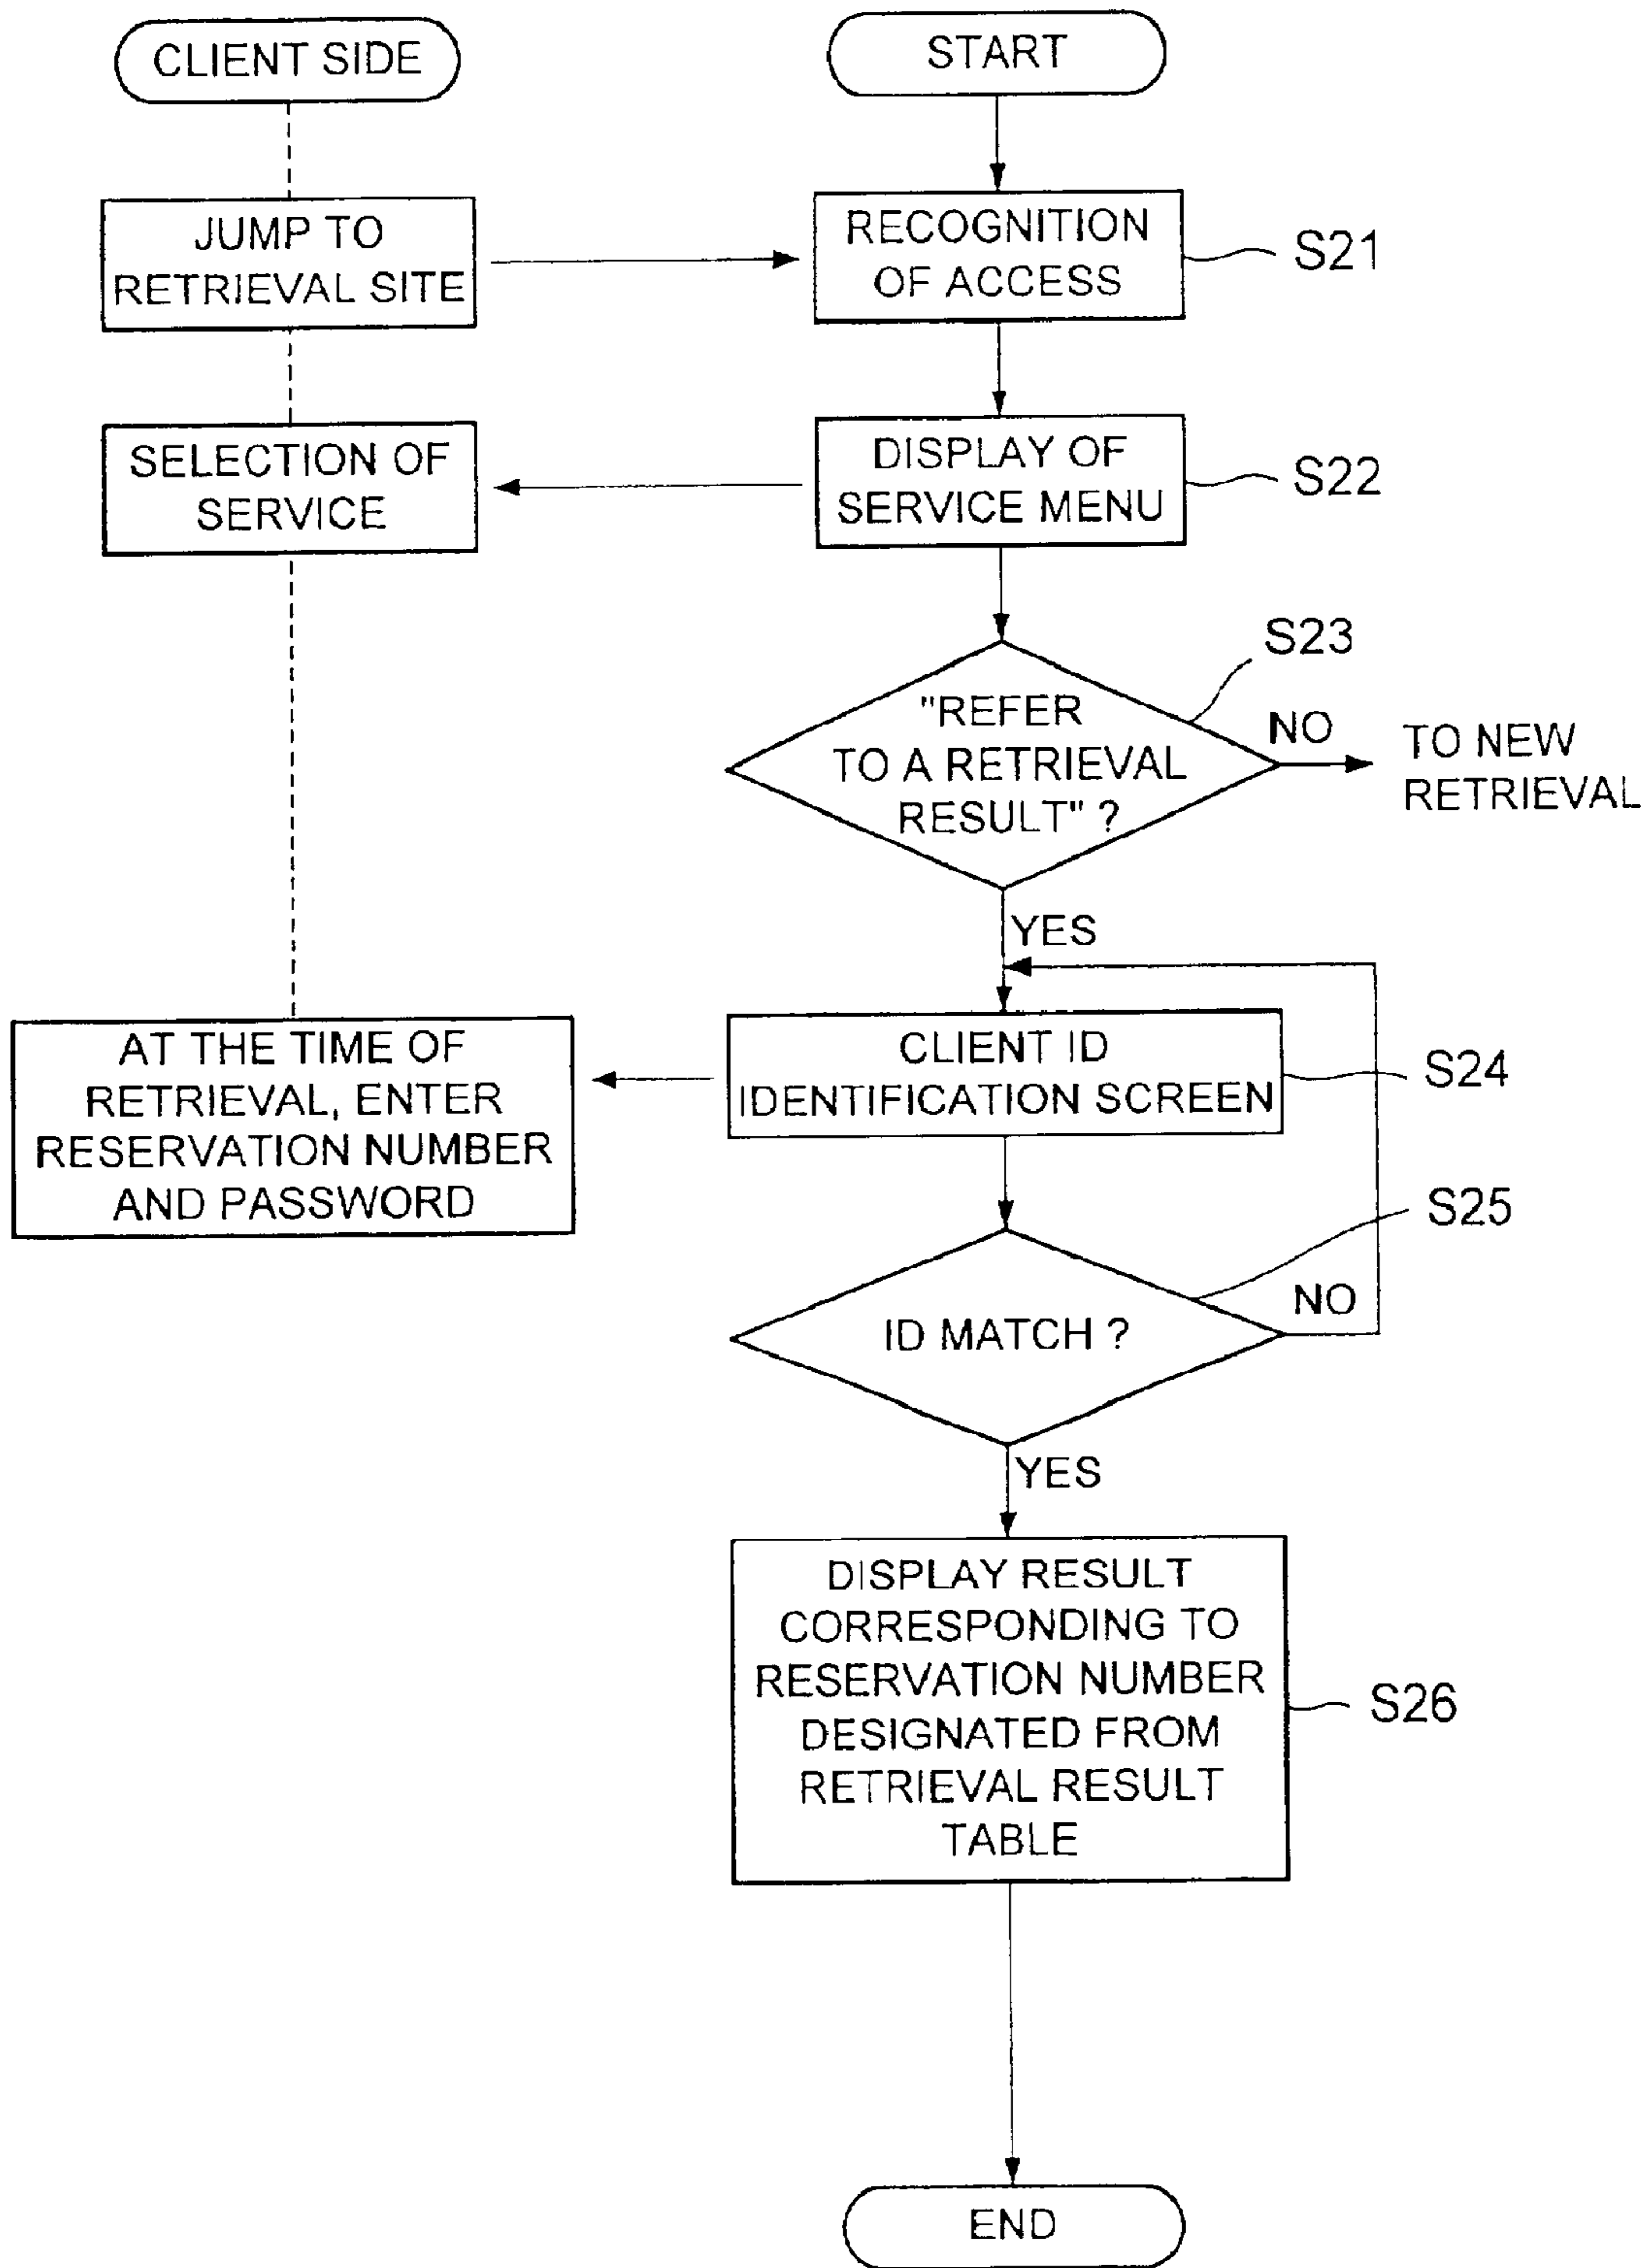 CLIENT SIDE
START
JUMP TO
RETRIEVAL SITE
RECOGNITION
OF ACCESS
S21
SELECTION OF
SERVICE
DISPLAY OF
SERVICE MENU
S22
S23
"REFER
TO A RETRIEVAL
RESULT" ?
NO
TO NEW
RETRIEVAL
YES
AT THE TIME OF
RETRIEVAL, ENTER
RESERVATION NUMBER
AND PASSWORD
CLIENT ID
IDENTIFICATION SCREEN
S24
S25
ID MATCH ?
NO
YES
DISPLAY RESULT
CORRESPONDING TO
RESERVATION NUMBER
DESIGNATED FROM
RETRIEVAL RESULT
TABLE
S26
END